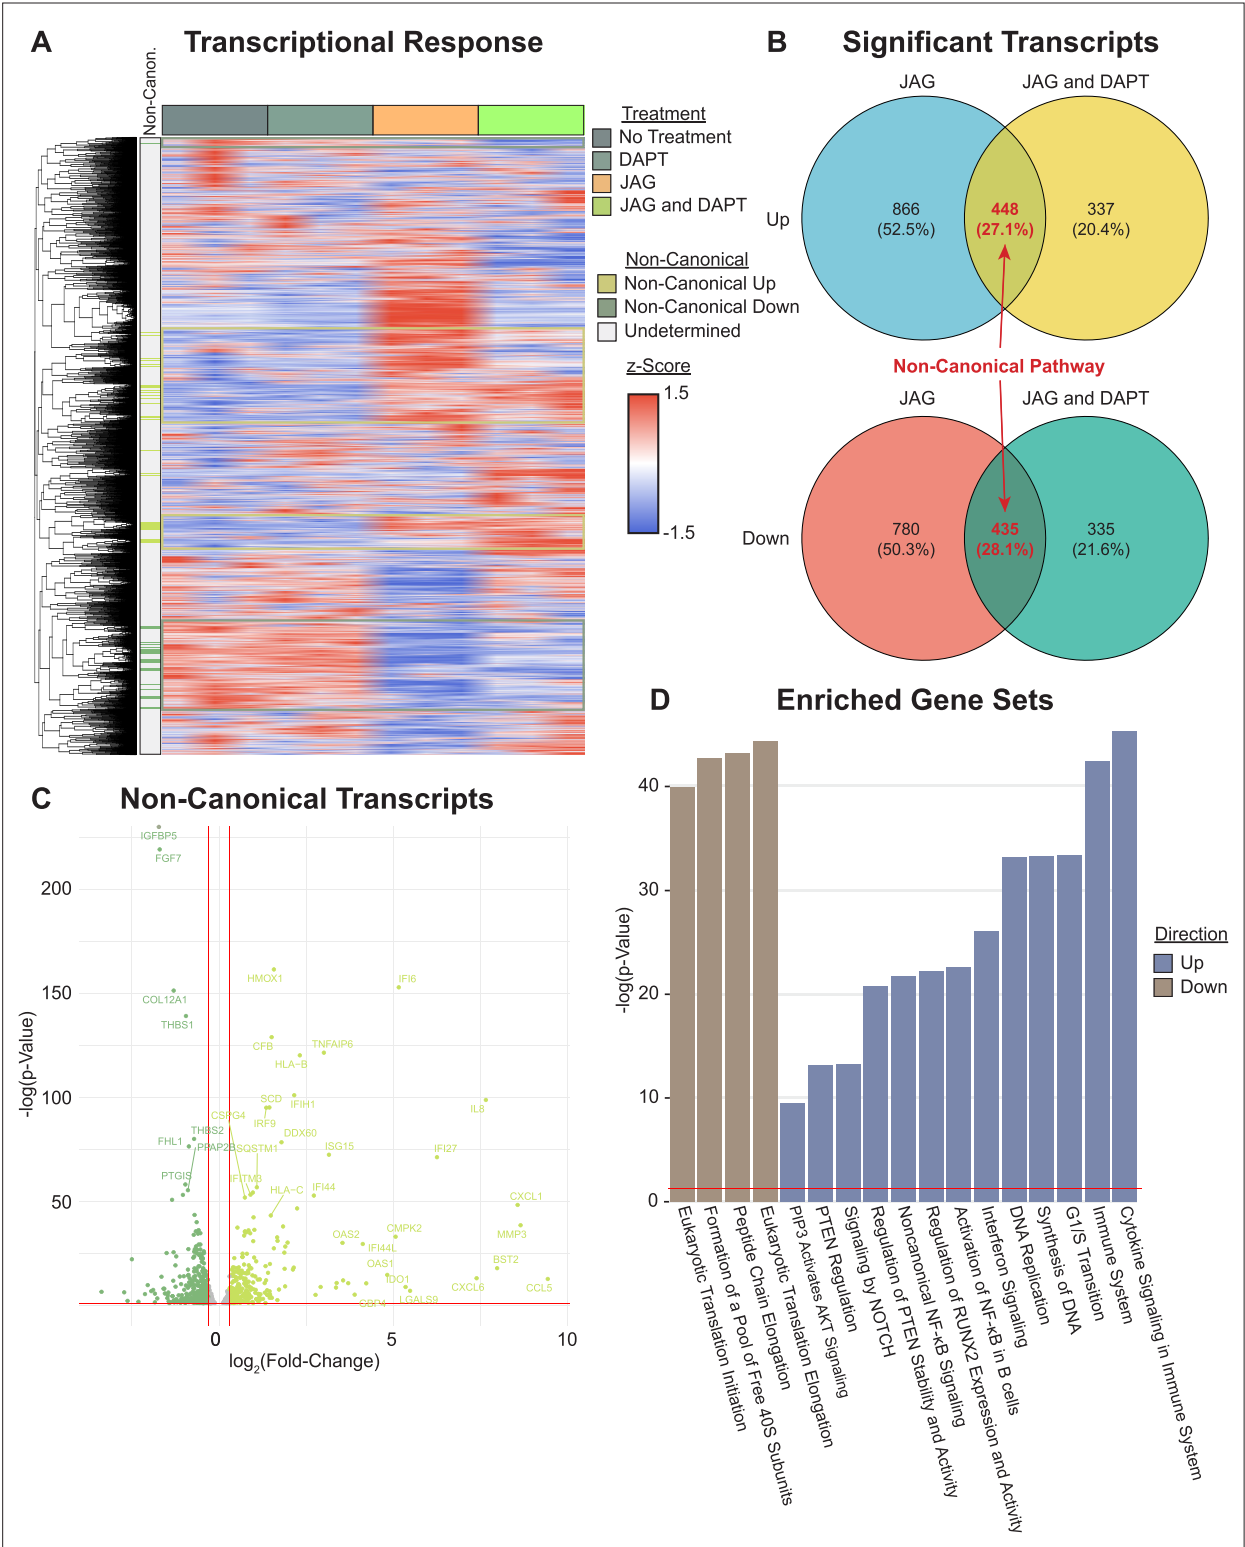 A
Transcriptional Response
Non-Canon.
Treatment
No Treatment
DAPT
JAG
JAG and DAPT
Non-Canonical
Non-Canonical Up
Non-Canonical Down
Undetermined
z-Score
1.5
-1.5
B
Significant Transcripts
JAG
JAG and DAPT
Up
866
(52.5%)
448
(27.1%)
337
(20.4%)
Non-Canonical Pathway
JAG
JAG and DAPT
Down
780
(50.3%)
435
(28.1%)
335
(21.6%)
C
Non-Canonical Transcripts
-log(p-Value)
200
150
100
50
0
5
10
log2(Fold-Change)
IGFBP5
FGF7
HMOX1
IFI6
COL12A1
THBS1
CFB
TNFAIP6
HLA-B
SCD
IFIH1
IL8
CSPG4
IRF9
THBS2
DDX60
FHL1
PPAP2B
SQSTM1
ISG15
IFI27
PTGIS
IFITM3
HLA-C
IFI44
CXCL1
OAS2
CMPK2
MMP3
IFI44L
OAS1
BST2
IDO1
CXCL6
CCL5
GBP4
LGALS9
D
Enriched Gene Sets
-log(p-Value)
40
30
20
10
0
Direction
Up
Down
Eukaryotic Translation Initiation
Formation of a Pool of Free 40S Subunits
Peptide Chain Elongation
Eukaryotic Translation Elongation
PIP3 Activates AKT Signaling
PTEN Regulation
Signaling by NOTCH
Regulation of PTEN Stability and Activity
Noncanonical NF-κB Signaling
Regulation of RUNX2 Expression and Activity
Activation of NF-κB in B cells
Interferon Signaling
DNA Replication
Synthesis of DNA
G1/S Transition
Immune System
Cytokine Signaling in Immune System